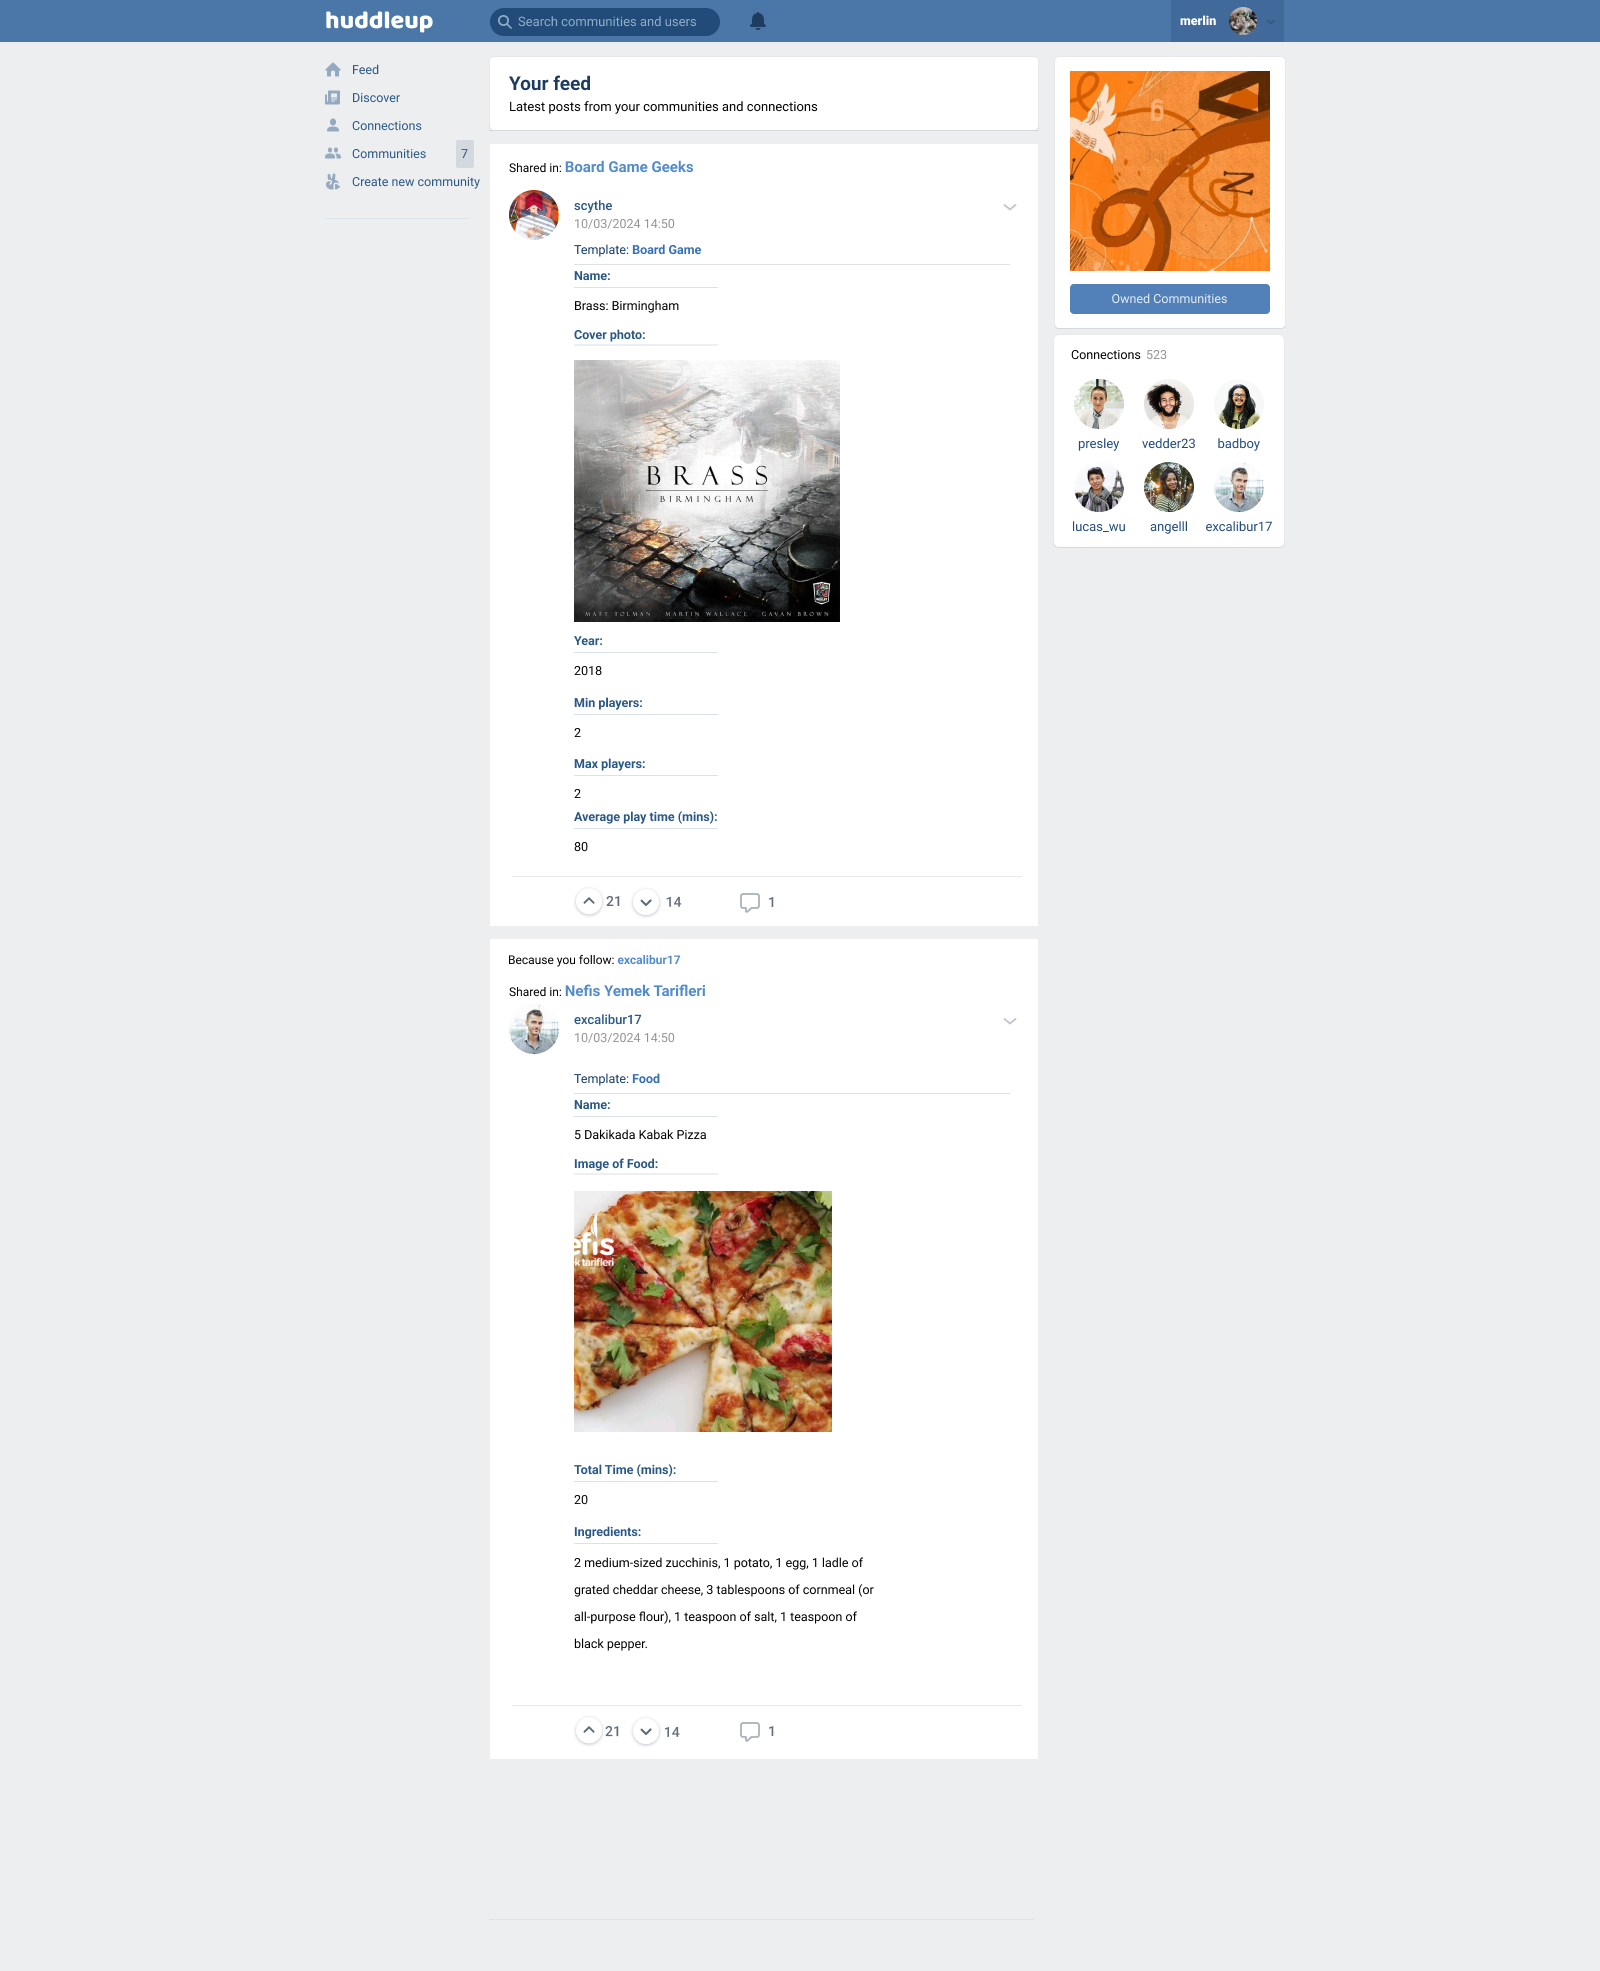 huddleup
Search communities and users
merlin
Feed
Discover
Connections
Communities 7
Create new community
Your feed
Latest posts from your communities and connections
Shared in: Board Game Geeks
scythe
10/03/2024 14:50
Template: Board Game
Name:
Brass: Birmingham
Cover photo:
BRASS
BIRMINGHAM
MATT TOLMAN MARTIN WALLACE GAVAN BROWN
Year:
2018
Min players:
2
Max players:
2
Average play time (mins):
80
21 14 1
Because you follow: excalibur17
Shared in: Nefis Yemek Tarifleri
excalibur17
10/03/2024 14:50
Template: Food
Name:
5 Dakikada Kabak Pizza
Image of Food:
efis
k tarifleri
Total Time (mins):
20
Ingredients:
2 medium-sized zucchinis, 1 potato, 1 egg, 1 ladle of
grated cheddar cheese, 3 tablespoons of cornmeal (or
all-purpose flour), 1 teaspoon of salt, 1 teaspoon of
black pepper.
21 14 1
6
N
Owned Communities
Connections 523
presley vedder23 badboy
lucas_wu angelll excalibur17